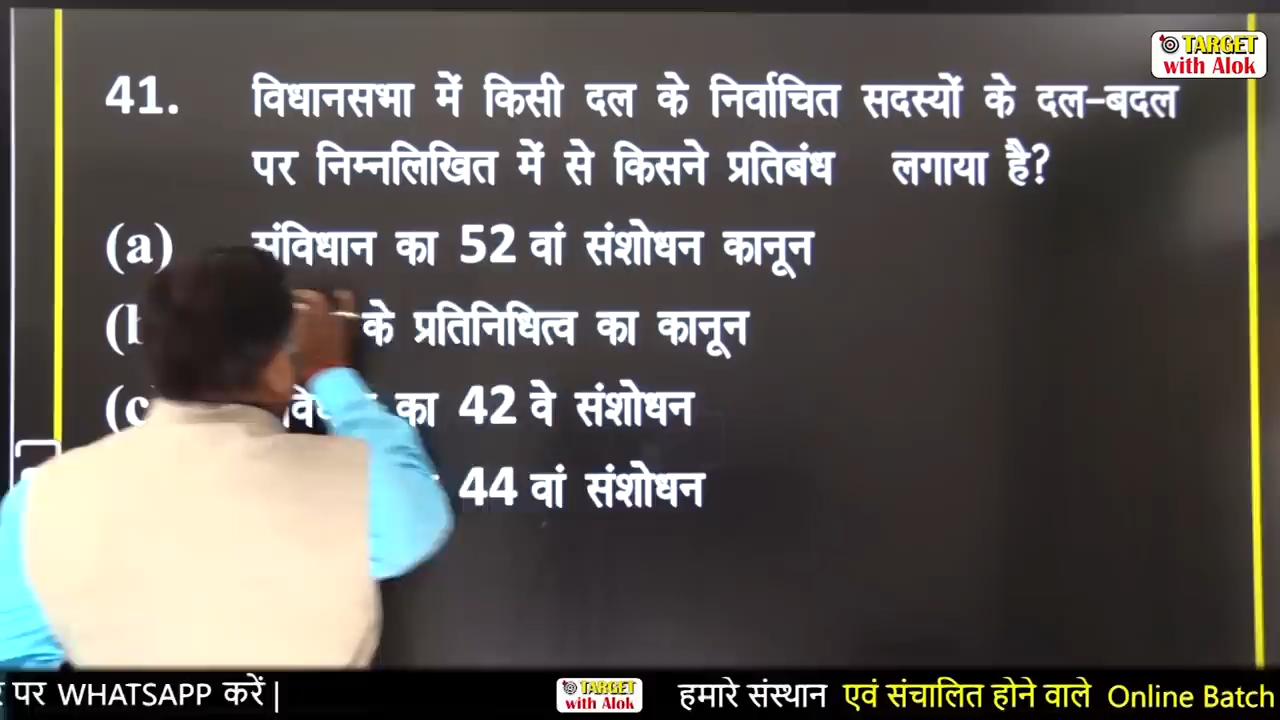 TARGET
with Alok
41. विधानसभा में किसी दल के निर्वाचित सदस्यों के दल-बदल
पर निम्नलिखित में से किसने प्रतिबंध लगाया है?
(a) संविधान का 52 वां संशोधन कानून
के प्रतिनिधित्व का कानून
का 42 वे संशोधन
44 वां संशोधन
पर WHATSAPP करें |
TARGET
with Alok
हमारे संस्थान एवं संचालित होने वाले Online Batch